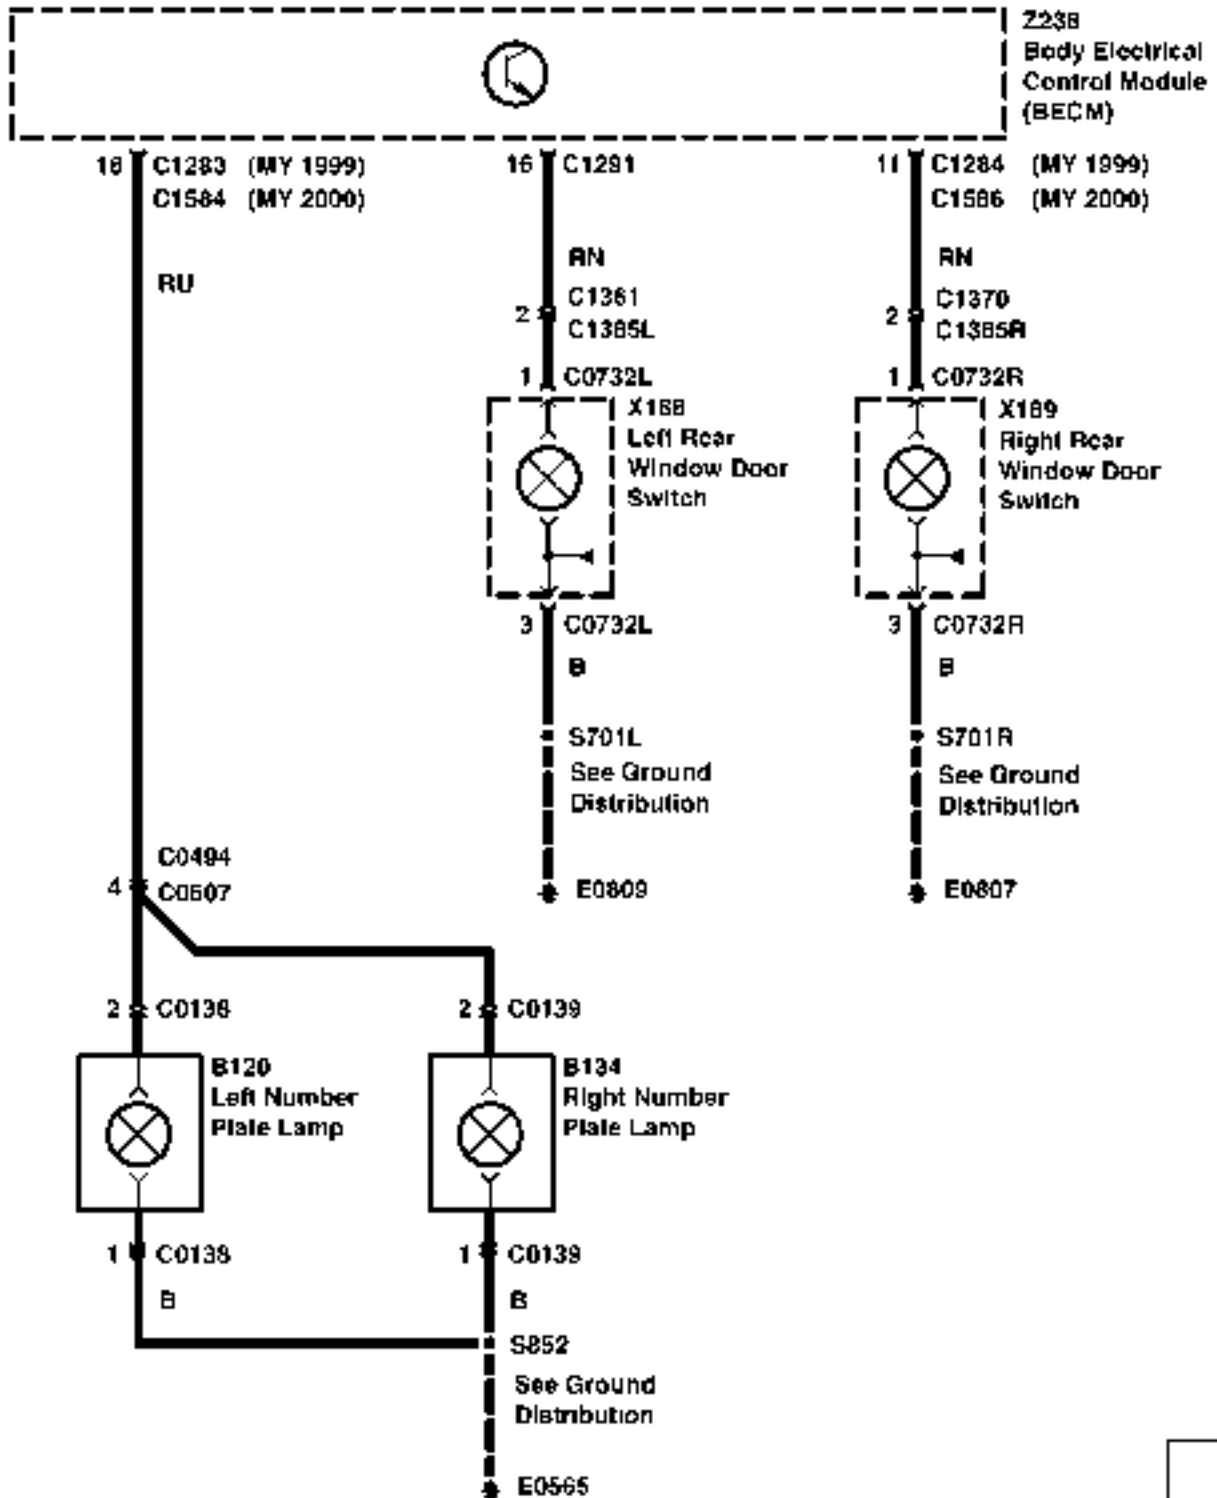 Z238
Body Electrical
Control Module
(BECM)
16 C1283 (MY 1999)
C1584 (MY 2000)
16 C1291
11 C1284 (MY 1999)
C1586 (MY 2000)
RU
RN
RN
2 C1361
C1385L
2 C1370
C1385R
1 C0732L
1 C0732R
X168
Left Rear
Window Door
Switch
X169
Right Rear
Window Door
Switch
3 C0732L
3 C0732R
B
B
S701L
See Ground
Distribution
S701R
See Ground
Distribution
C0494
4 C0507
E0809
E0807
2 C0138
2 C0139
B120
Left Number
Plate Lamp
B134
Right Number
Plate Lamp
1 C0138
1 C0139
B
B
S852
See Ground
Distribution
E0565